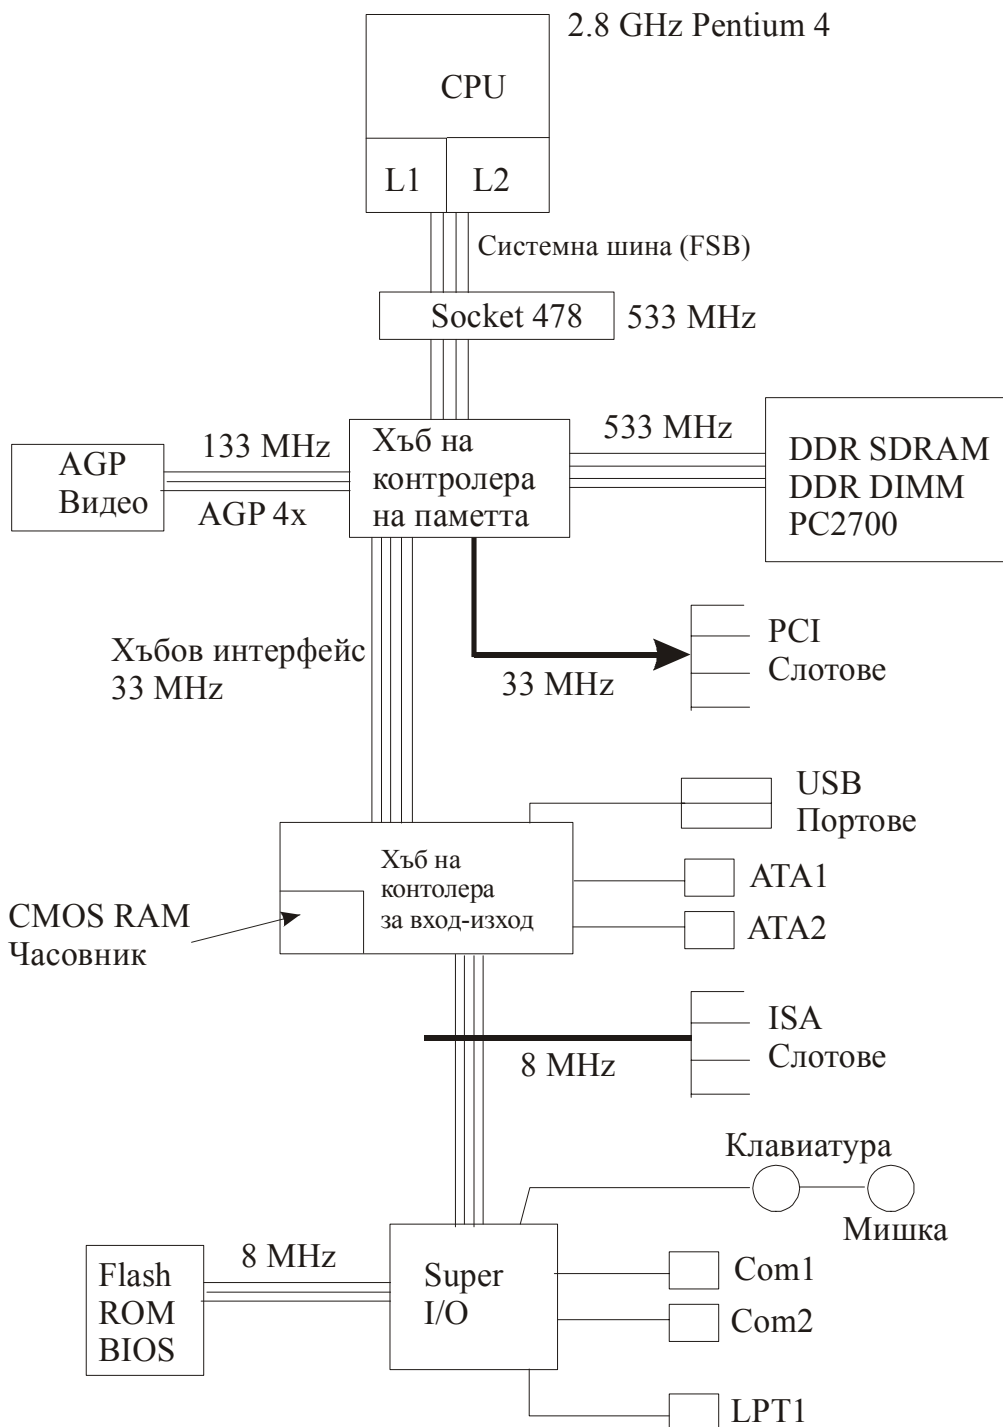 2.8 GHz Pentium 4
CPU
L1
L2
Системна шина (FSB)
Socket 478
533 MHz
AGP
Видео
133 MHz
AGP 4x
Хъб на
контролера
на паметта
533 MHz
DDR SDRAM
DDR DIMM
PC2700
Хъбов интерфейс
33 MHz
33 MHz
PCI
Слотове
USB
Портове
Хъб на
контолера
за вход-изход
ATA1
ATA2
CMOS RAM
Часовник
ISA
Слотове
8 MHz
Клавиатура
Мишка
Flash
ROM
BIOS
8 MHz
Super
I/O
Com1
Com2
LPT1